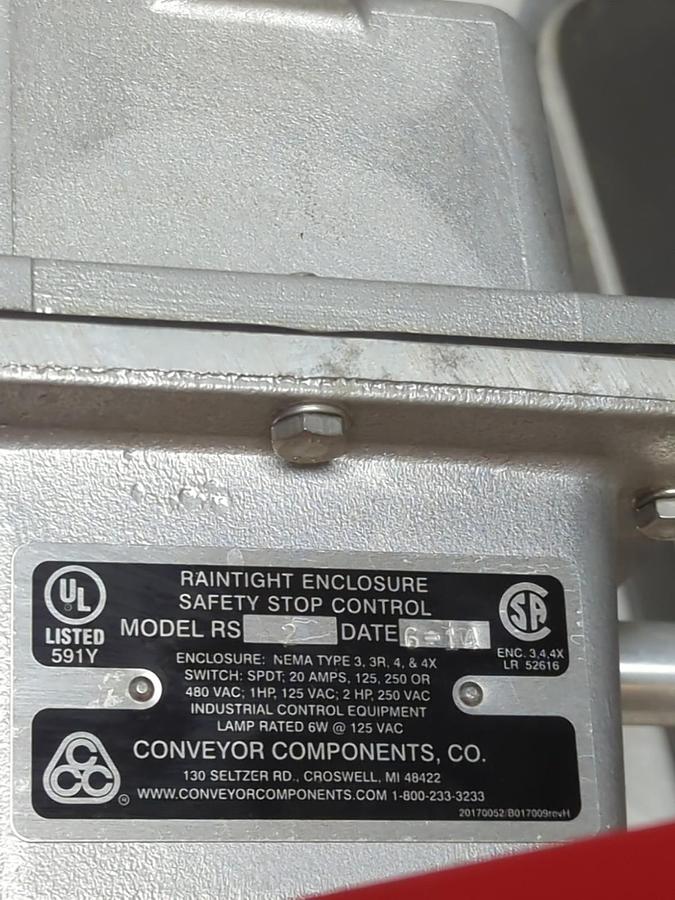 UL
LISTED
591Y
RAINTIGHT ENCLOSURE
SAFETY STOP CONTROL
MODEL RS 2 DATE
SA
ENC. 3,4,4X
LR 52616
ENCLOSURE: NEMA TYPE 3, 3R, 4, & 4X
SWITCH: SPDT; 20 AMPS, 125, 250 OR
480 VAC; 1HP, 125 VAC; 2 HP, 250 VAC
INDUSTRIAL CONTROL EQUIPMENT
LAMP RATED 6W @ 125 VAC
CCC ®
CONVEYOR COMPONENTS, CO.
130 SELTZER RD., CROSWELL, MI 48422
WWW.CONVEYORCOMPONENTS.COM 1-800-233-3233
20170052/B017009revH